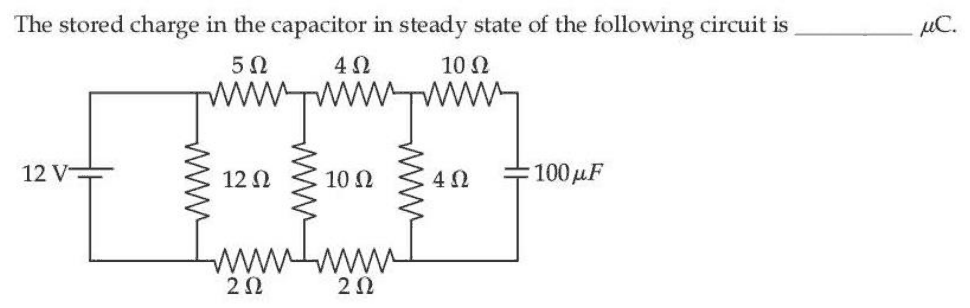 The stored charge in the capacitor in steady state of the following circuit is ________ μC.
5 Ω 4 Ω 10 Ω
12 V 12 Ω 10 Ω 4 Ω 100 μF
2 Ω 2 Ω